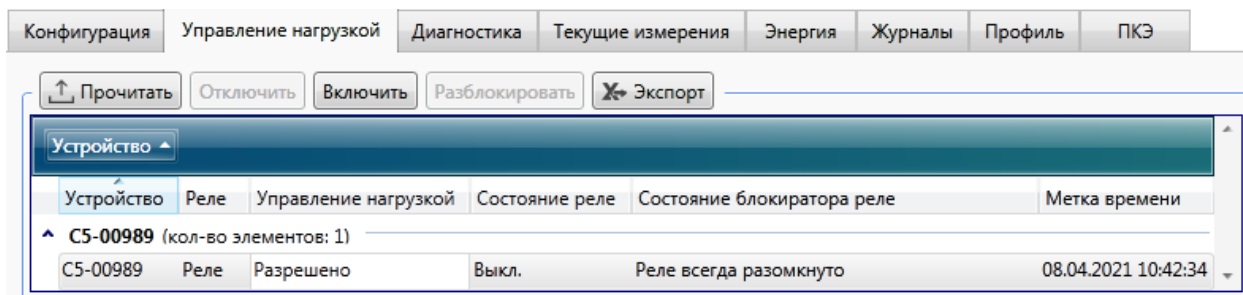 Конфигурация Управление нагрузкой Диагностика Текущие измерения Энергия Журналы Профиль ПКЭ
Прочитать Отключить Включить Разблокировать Экспорт
Устройство
Устройство Реле Управление нагрузкой Состояние реле Состояние блокиратора реле Метка времени
С5-00989 (кол-во элементов: 1)
С5-00989 Реле Разрешено Выкл. Реле всегда разомкнуто 08.04.2021 10:42:34